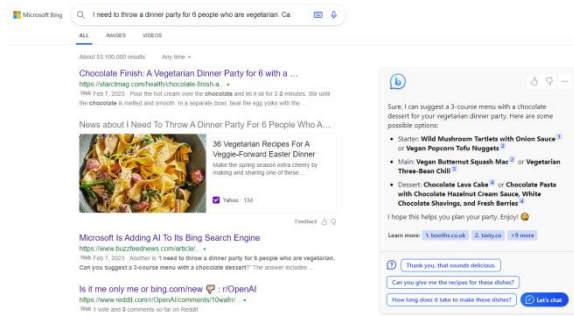 Microsoft Bing
I need to throw a dinner party for 6 people who are vegetarian. Ca
ALL IMAGES VIDEOS
About 53,100,000 results Any time
Chocolate Finish: A Vegetarian Dinner Party for 6 with a ...
https://starctmag.com/health/chocolate-finish-a...
Web Feb 7, 2023 · Pour the hot cream over the chocolate and let it sit for 2-3 minutes. Stir until
the chocolate is melted and smooth. In a separate bowl, beat the egg yolks with the ...
News about I Need To Throw A Dinner Party For 6 People Who A...
36 Vegetarian Recipes For A
Veggie-Forward Easter Dinner
Make the spring season extra cheery by
making and sharing one of these ...
Yahoo · 13d
Feedback
Microsoft Is Adding AI To Its Bing Search Engine
https://www.buzzfeednews.com/article/...
Web Feb 7, 2023 · Another is "I need to throw a dinner party for 6 people who are vegetarian.
Can you suggest a 3-course menu with a chocolate dessert?" The answer includes ...
Is it me only or bing.com/new : r/OpenAI
https://www.reddit.com/r/OpenAI/comments/10wafn/...
Web 1 vote and 3 comments so far on Reddit
Sure, I can suggest a 3-course menu with a chocolate
dessert for your vegetarian dinner party. Here are some
possible options:
• Starter: Wild Mushroom Tartlets with Onion Sauce 1
or Vegan Popcorn Tofu Nuggets 2
• Main: Vegan Butternut Squash Mac 2 or Vegetarian
Three-Bean Chili 3
• Dessert: Chocolate Lava Cake 4 or Chocolate Pasta
with Chocolate Hazelnut Cream Sauce, White
Chocolate Shavings, and Fresh Berries 4
I hope this helps you plan your party. Enjoy! 😋
Learn more: 1. booths.co.uk 2. tasty.co +9 more
Thank you, that sounds delicious.
Can you give me the recipes for these dishes?
How long does it take to make these dishes?
Let's chat